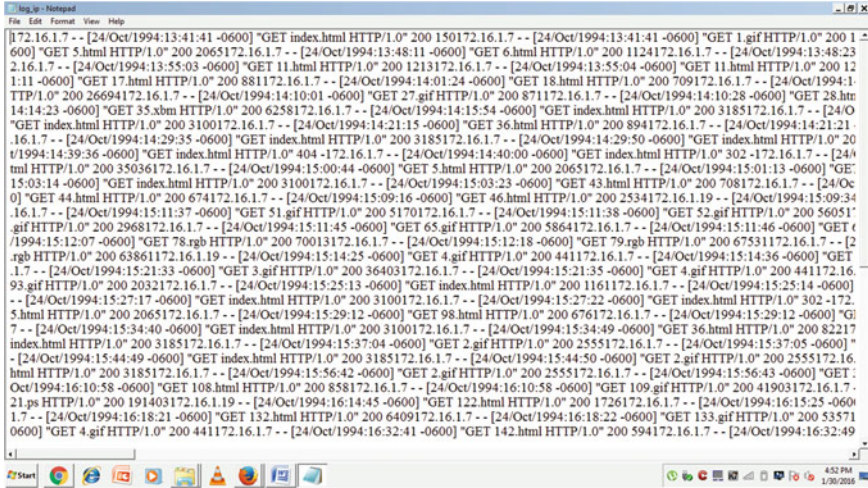 log_ip - Notepad
File Edit Format View Help
172.16.1.7 - - [24/Oct/1994:13:41:41 -0600] "GET index.html HTTP/1.0" 200 150172.16.1.7 - - [24/Oct/1994:13:41:41 -0600] "GET 1.gif HTTP/1.0" 200 1
600] "GET 5.html HTTP/1.0" 200 2065172.16.1.7 - - [24/Oct/1994:13:48:11 -0600] "GET 6.html HTTP/1.0" 200 1124172.16.1.7 - - [24/Oct/1994:13:48:23
2.16.1.7 - - [24/Oct/1994:13:55:03 -0600] "GET 11.html HTTP/1.0" 200 1213172.16.1.7 - - [24/Oct/1994:13:55:04 -0600] "GET 11.html HTTP/1.0" 200 12
1:11 -0600] "GET 17.html HTTP/1.0" 200 881172.16.1.7 - - [24/Oct/1994:14:01:24 -0600] "GET 18.html HTTP/1.0" 200 709172.16.1.7 - - [24/Oct/1994:1
TTP/1.0" 200 26694172.16.1.7 - - [24/Oct/1994:14:10:01 -0600] "GET 27.gif HTTP/1.0" 200 871172.16.1.7 - - [24/Oct/1994:14:10:28 -0600] "GET 28.htm
14:14:23 -0600] "GET 35.xbm HTTP/1.0" 200 6258172.16.1.7 - - [24/Oct/1994:14:15:54 -0600] "GET index.html HTTP/1.0" 200 3185172.16.1.7 - - [24/O
"GET index.html HTTP/1.0" 200 3100172.16.1.7 - - [24/Oct/1994:14:21:15 -0600] "GET 36.html HTTP/1.0" 200 894172.16.1.7 - - [24/Oct/1994:14:21:21
.16.1.7 - - [24/Oct/1994:14:29:35 -0600] "GET index.html HTTP/1.0" 200 3185172.16.1.7 - - [24/Oct/1994:14:29:50 -0600] "GET index.html HTTP/1.0" 20
t/1994:14:39:36 -0600] "GET index.html HTTP/1.0" 404 -172.16.1.7 - - [24/Oct/1994:14:40:00 -0600] "GET index.html HTTP/1.0" 302 -172.16.1.7 - - [24/
tml HTTP/1.0" 200 35036172.16.1.7 - - [24/Oct/1994:15:00:44 -0600] "GET 5.html HTTP/1.0" 200 2065172.16.1.7 - - [24/Oct/1994:15:01:13 -0600] "GET
15:03:14 -0600] "GET index.html HTTP/1.0" 200 3100172.16.1.7 - - [24/Oct/1994:15:03:23 -0600] "GET 43.html HTTP/1.0" 200 708172.16.1.7 - - [24/Oc
0] "GET 44.html HTTP/1.0" 200 674172.16.1.7 - - [24/Oct/1994:15:09:16 -0600] "GET 46.html HTTP/1.0" 200 2534172.16.1.19 - - [24/Oct/1994:15:09:34
.16.1.7 - - [24/Oct/1994:15:11:37 -0600] "GET 51.gif HTTP/1.0" 200 5170172.16.1.7 - - [24/Oct/1994:15:11:38 -0600] "GET 52.gif HTTP/1.0" 200 56051
.gif HTTP/1.0" 200 2968172.16.1.7 - - [24/Oct/1994:15:11:45 -0600] "GET 65.gif HTTP/1.0" 200 5864172.16.1.7 - - [24/Oct/1994:15:11:46 -0600] "GET
/1994:15:12:07 -0600] "GET 78.rgb HTTP/1.0" 200 70013172.16.1.7 - - [24/Oct/1994:15:12:18 -0600] "GET 79.rgb HTTP/1.0" 200 67531172.16.1.7 - - [2
.rgb HTTP/1.0" 200 63861172.16.1.19 - - [24/Oct/1994:15:14:25 -0600] "GET 4.gif HTTP/1.0" 200 441172.16.1.7 - - [24/Oct/1994:15:14:36 -0600] "GET
.1.7 - - [24/Oct/1994:15:21:33 -0600] "GET 3.gif HTTP/1.0" 200 36403172.16.1.7 - - [24/Oct/1994:15:21:35 -0600] "GET 4.gif HTTP/1.0" 200 441172.16.
93.gif HTTP/1.0" 200 2032172.16.1.7 - - [24/Oct/1994:15:25:13 -0600] "GET index.html HTTP/1.0" 200 1161172.16.1.7 - - [24/Oct/1994:15:25:14 -0600]
- - [24/Oct/1994:15:27:17 -0600] "GET index.html HTTP/1.0" 200 3100172.16.1.7 - - [24/Oct/1994:15:27:22 -0600] "GET index.html HTTP/1.0" 302 -172.
5.html HTTP/1.0" 200 2065172.16.1.7 - - [24/Oct/1994:15:29:12 -0600] "GET 98.html HTTP/1.0" 200 676172.16.1.7 - - [24/Oct/1994:15:29:12 -0600] "GI
7 - - [24/Oct/1994:15:34:40 -0600] "GET index.html HTTP/1.0" 200 3100172.16.1.7 - - [24/Oct/1994:15:34:49 -0600] "GET 36.html HTTP/1.0" 200 82217
index.html HTTP/1.0" 200 3185172.16.1.7 - - [24/Oct/1994:15:37:04 -0600] "GET 2.gif HTTP/1.0" 200 2555172.16.1.7 - - [24/Oct/1994:15:37:05 -0600] "
- [24/Oct/1994:15:44:49 -0600] "GET index.html HTTP/1.0" 200 3185172.16.1.7 - - [24/Oct/1994:15:44:50 -0600] "GET 2.gif HTTP/1.0" 200 2555172.16.
html HTTP/1.0" 200 3185172.16.1.7 - - [24/Oct/1994:15:56:42 -0600] "GET 2.gif HTTP/1.0" 200 2555172.16.1.7 - - [24/Oct/1994:15:56:43 -0600] "GET
Oct/1994:16:10:58 -0600] "GET 108.html HTTP/1.0" 200 858172.16.1.7 - - [24/Oct/1994:16:10:58 -0600] "GET 109.gif HTTP/1.0" 200 41903172.16.1.7 -
21.ps HTTP/1.0" 200 191403172.16.1.19 - - [24/Oct/1994:16:14:45 -0600] "GET 122.html HTTP/1.0" 200 1726172.16.1.7 - - [24/Oct/1994:16:15:25 -060
1.7 - - [24/Oct/1994:16:18:21 -0600] "GET 132.html HTTP/1.0" 200 6409172.16.1.7 - - [24/Oct/1994:16:18:22 -0600] "GET 133.gif HTTP/1.0" 200 53571
0600] "GET 4.gif HTTP/1.0" 200 441172.16.1.7 - - [24/Oct/1994:16:32:41 -0600] "GET 142.html HTTP/1.0" 200 594172.16.1.7 - - [24/Oct/1994:16:32:49
Start
4:52 PM
1/30/2016